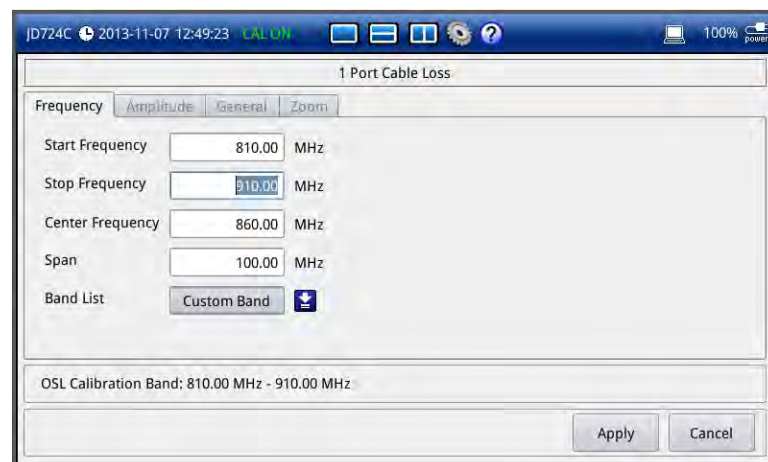 JD724C 2013-11-07 12:49:23 CAL ON 100% power
1 Port Cable Loss
Frequency Amplitude General Zoom
Start Frequency 810.00 MHz
Stop Frequency 910.00 MHz
Center Frequency 860.00 MHz
Span 100.00 MHz
Band List Custom Band
OSL Calibration Band: 810.00 MHz - 910.00 MHz
Apply Cancel